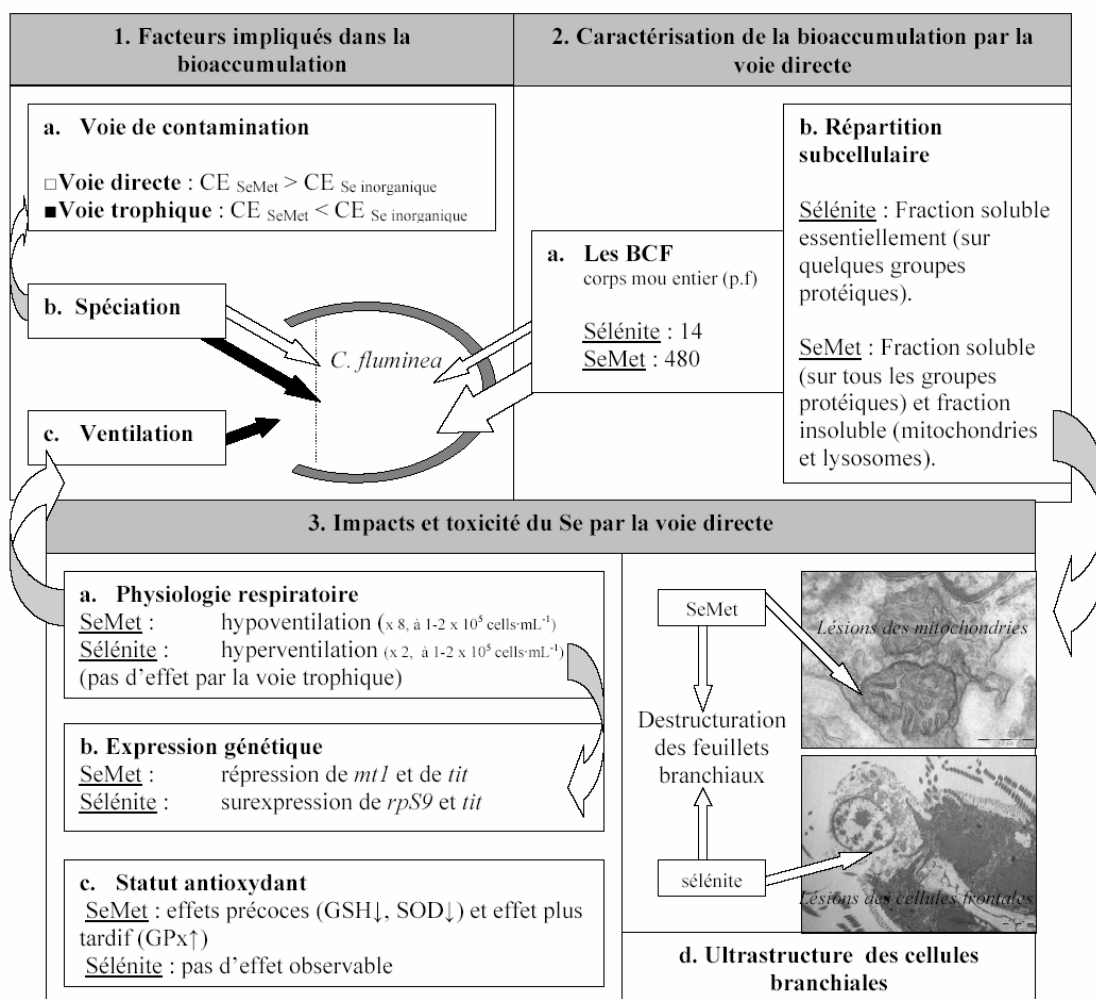 1. Facteurs impliqués dans la
bioaccumulation
2. Caractérisation de la bioaccumulation par la
voie directe
a. Voie de contamination
□Voie directe : CE SeMet > CE Se inorganique
■Voie trophique : CE SeMet < CE Se inorganique
b. Spéciation
c. Ventilation
C. fluminea
a. Les BCF
corps mou entier (p.f)
Sélénite : 14
SeMet : 480
b. Répartition
subcellulaire
Sélénite : Fraction soluble
essentiellement (sur
quelques groupes
protéiques).
SeMet : Fraction soluble
(sur tous les groupes
protéiques) et fraction
insoluble (mitochondries
et lysosomes).
3. Impacts et toxicité du Se par la voie directe
a. Physiologie respiratoire
SeMet : hypoventilation (x 8, à 1-2 x 10⁵ cells·mL⁻¹)
Sélénite : hyperventilation (x 2, à 1-2 x 10⁵ cells·mL⁻¹)
(pas d'effet par la voie trophique)
b. Expression génétique
SeMet : répression de mt1 et de tit
Sélénite : surexpression de rpS9 et tit
c. Statut antioxydant
SeMet : effets précoces (GSH↓, SOD↓) et effet plus
tardif (GPx↑)
Sélénite : pas d'effet observable
SeMet
Lésions des mitochondries
Destructuration
des feuillets
branchiaux
sélénite
Lésions des cellules frontales
d. Ultrastructure des cellules
branchiales